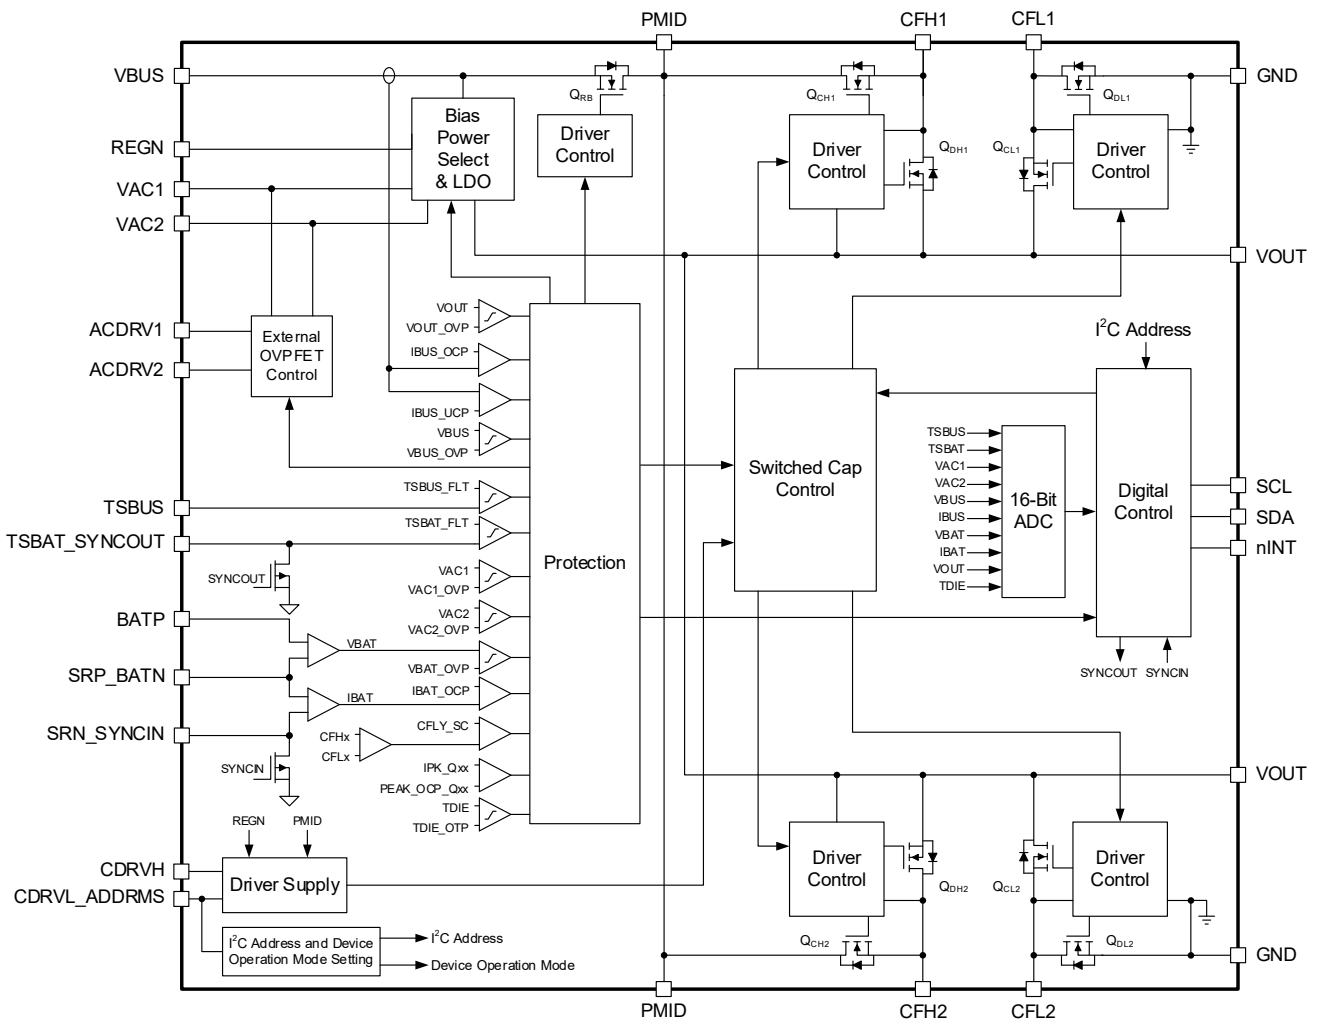 PMID
CFH1
CFL1
VBUS
GND
REGN
VAC1
VAC2
Bias
Power
Select
& LDO
QRB
Driver
Control
QCH1
Driver
Control
QDH1
QCL1
QDL1
Driver
Control
VOUT
ACDRV1
ACDRV2
External
OVPFET
Control
VOUT
VOUT_OVP
IBUS_OCP
IBUS_UCP
VBUS
VBUS_OVP
TSBUS_FLT
TSBAT_FLT
VAC1
VAC1_OVP
VAC2
VAC2_OVP
VBAT_OVP
IBAT_OCP
CFLY_SC
IPK_Qxx
PEAK_OCP_Qxx
TDIE
TDIE_OTP
Protection
Switched Cap
Control
I2C Address
TSBUS
TSBAT
VAC1
VAC2
VBUS
IBUS
VBAT
IBAT
VOUT
TDIE
16-Bit
ADC
Digital
Control
SCL
SDA
nINT
SYNCOUT
SYNCIN
TSBUS
TSBAT_SYNCOUT
SYNCOUT
BATP
VBAT
SRP_BATN
IBAT
SRN_SYNCIN
CFHx
CFLx
SYNCIN
REGN
PMID
CDRVH
CDRVL_ADDRMS
Driver Supply
I2C Address and Device
Operation Mode Setting
I2C Address
Device Operation Mode
VOUT
Driver
Control
QDH2
QCH2
QCL2
Driver
Control
QDL2
GND
PMID
CFH2
CFL2